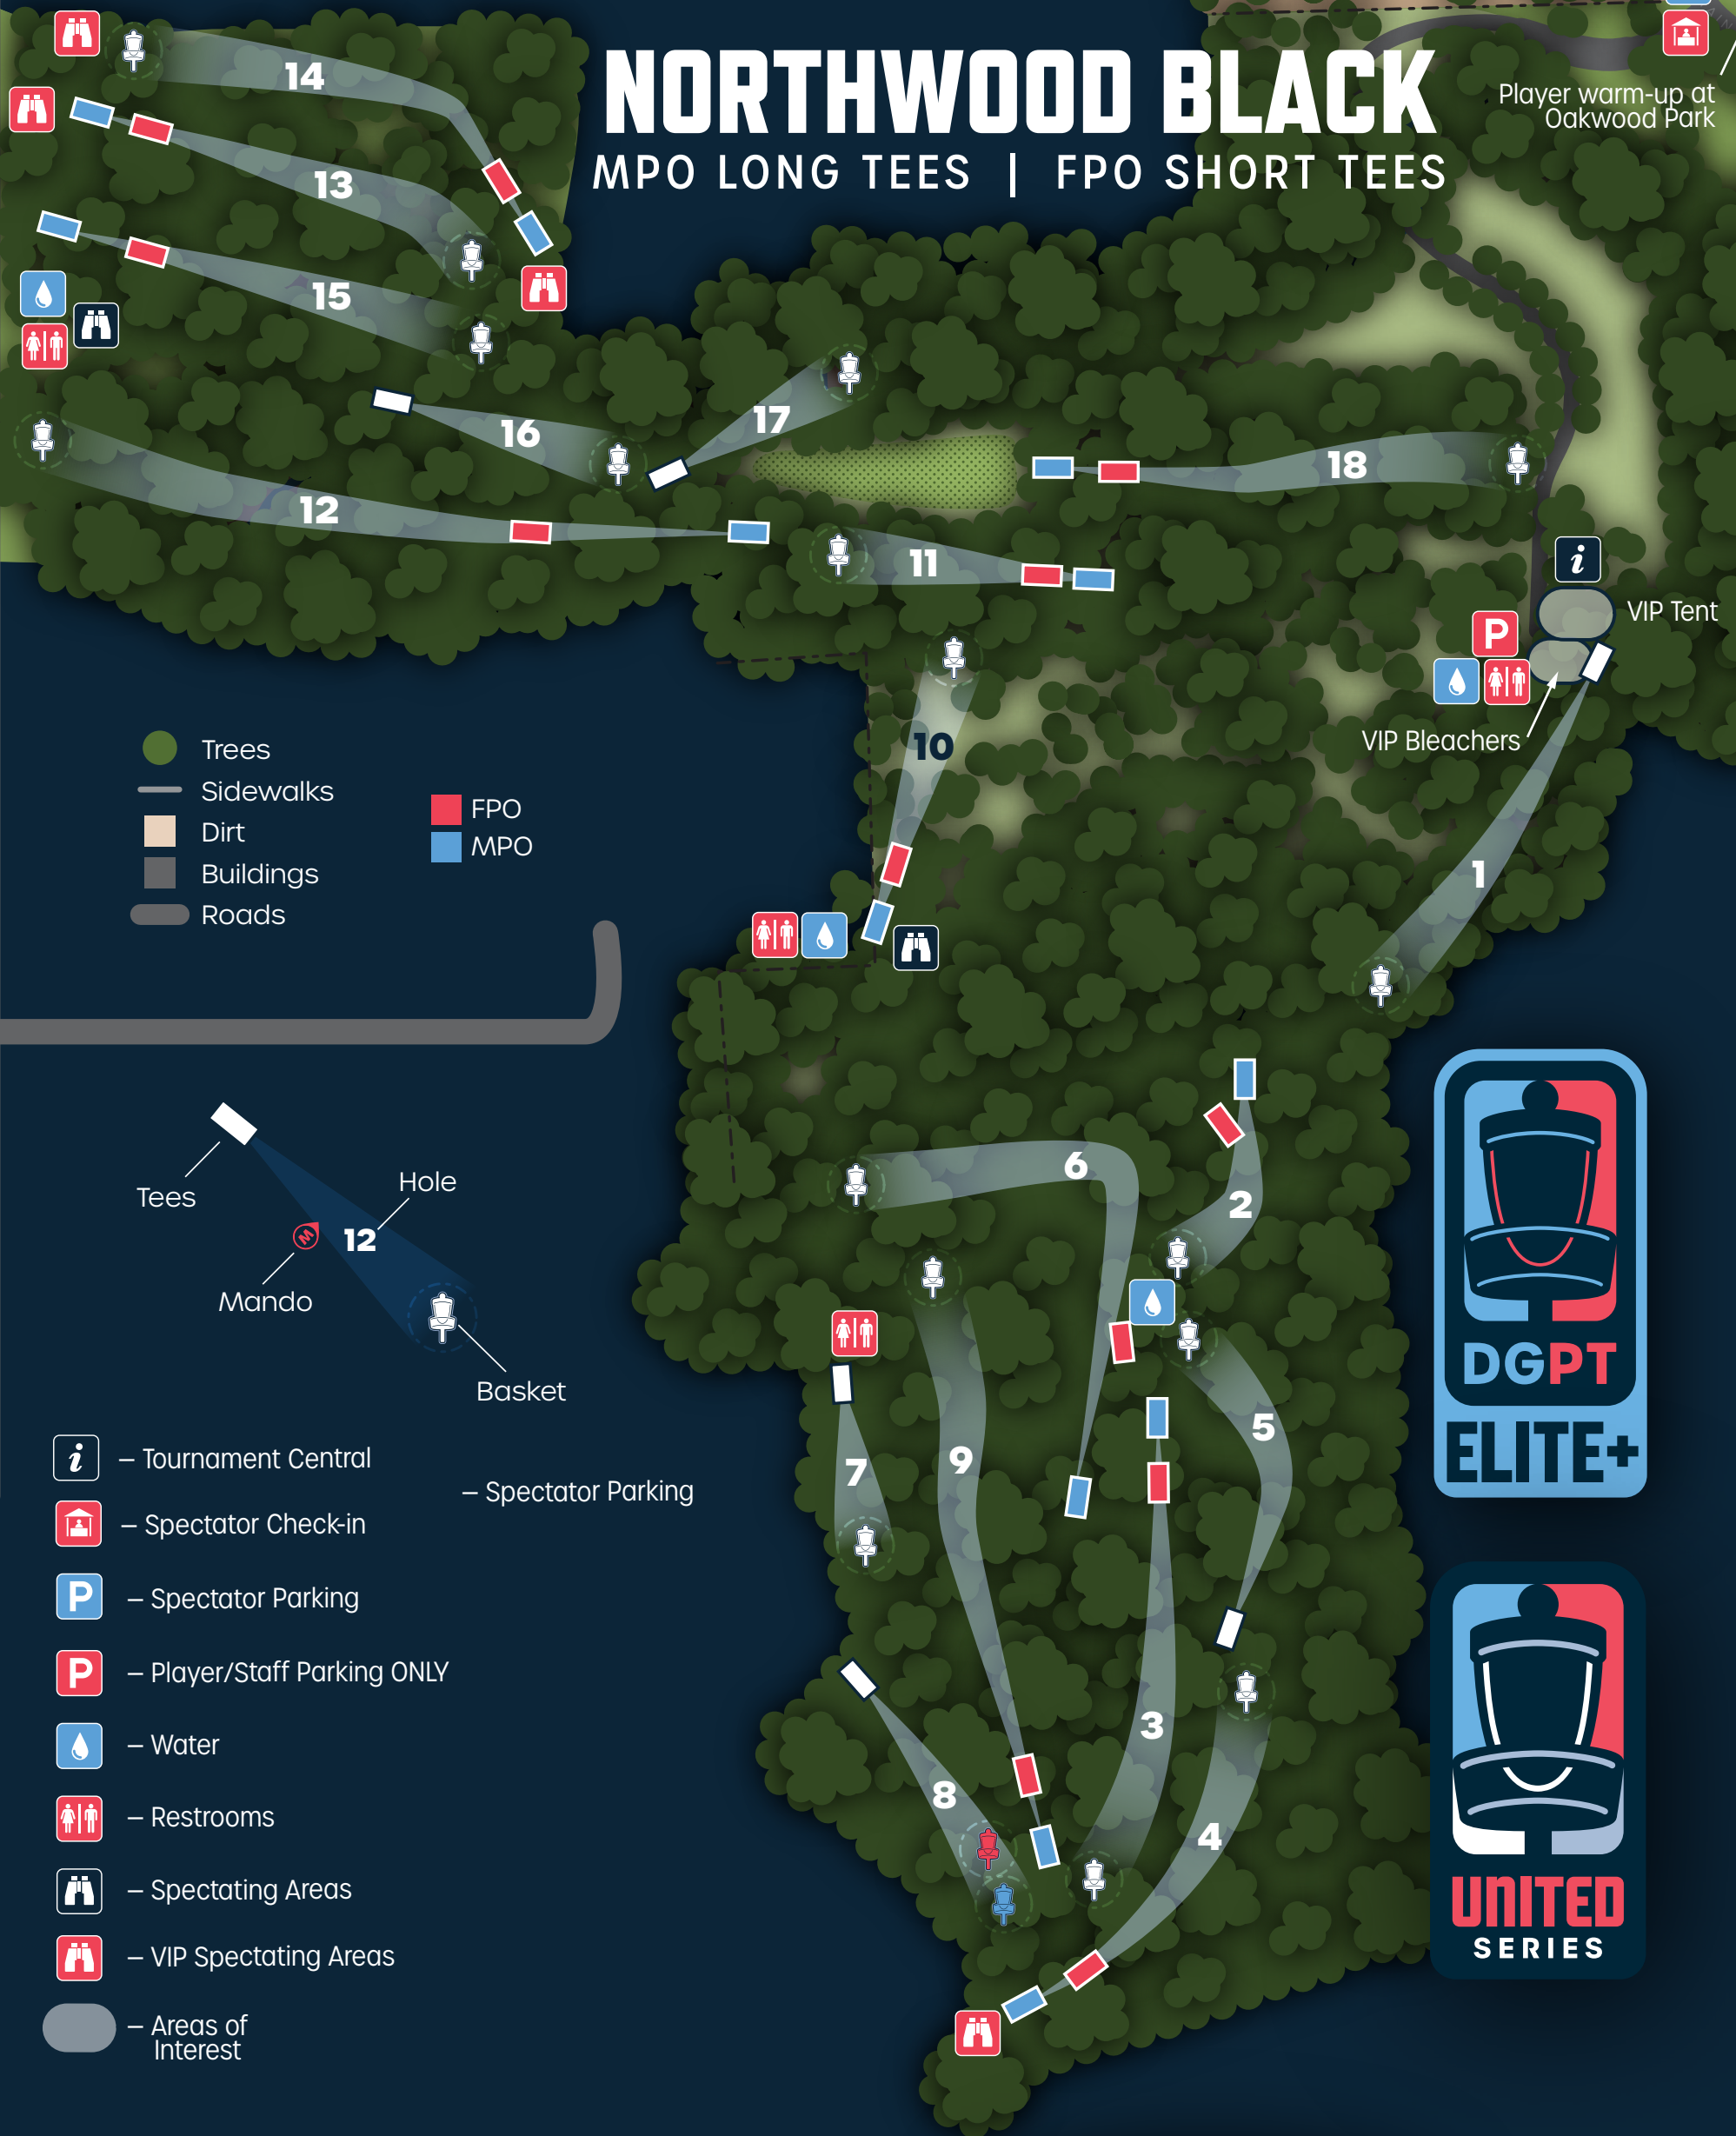 NORTHWOOD BLACK
MPO LONG TEES | FPO SHORT TEES
Player warm-up at
Oakwood Park
14
13
15
16
17
18
12
11
i
VIP Tent
P
VIP Bleachers
10
1
Trees
Sidewalks
Dirt
Buildings
Roads
FPO
MPO
6
2
Tees
Hole
12
M
Mando
Basket
DGPT
ELITE+
5
9
7
3
8
4
i – Tournament Central
– Spectator Parking
– Spectator Check-in
P – Spectator Parking
P – Player/Staff Parking ONLY
– Water
– Restrooms
– Spectating Areas
– VIP Spectating Areas
– Areas of
Interest
UNITED
SERIES